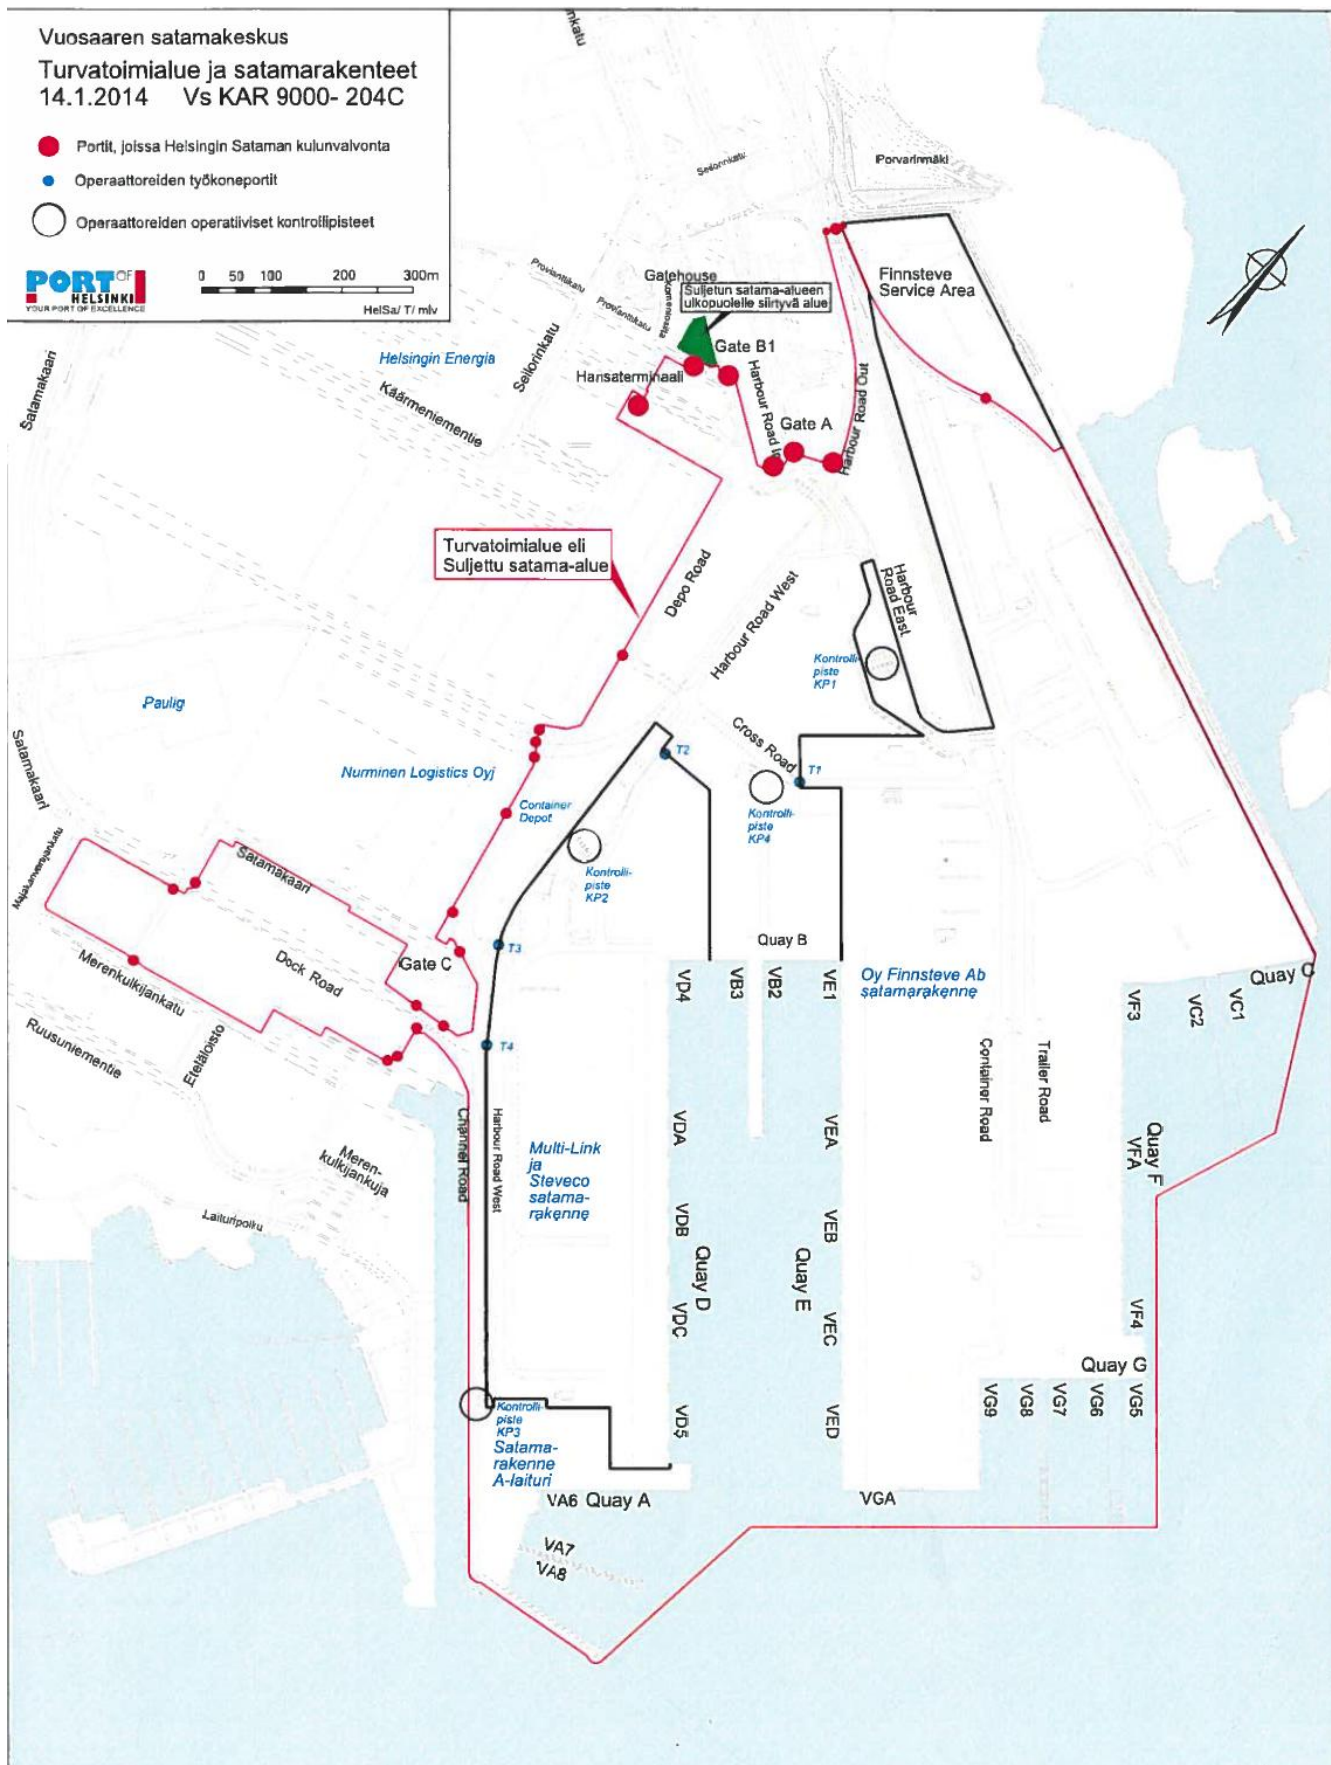 Vuosaaren satamakeskus
Turvatoimialue ja satamarakenteet
14.1.2014 Vs KAR 9000- 204C
Portit, joissa Helsingin Sataman kulunvalvonta
Operaattoreiden työkoneportit
Operaattoreiden operatiiviset kontrollipisteet
PORT OF
HELSINKI
YOUR PORT OF EXCELLENCE
0 50 100 200 300m
HelSa/ T/ mlv
nkatu
Porvarinmäki
Seilorinkatu
Finnsteve
Service Area
Gatehouse
Suljetun satama-alueen
ulkopuolelle siirtyvä alue
Proviantikatu
Proviantikatu
Komentosilta
Gate B1
Seilorinkatu
Helsingin Energia
Hansaterminaali
Käärmeniementie
Satamakaari
Harbour Road In
Harbour Road Out
Gate A
Turvatoimialue eli
Suljettu satama-alue
Depo Road
Harbour Road West
Harbour
Road East
Kontrolli-
piste
KP1
Paulig
Satamakaari
Cross Road
T2
T1
Nurminen Logistics Oyj
Container
Depot
Kontrolli-
piste
KP4
Kontrolli-
piste
KP2
Majakanvartijankatu
Satamakaari
Quay B
T3
Gate C
Dock Road
Merenkulkijankatu
Ruusuniementie
Eteläloisto
VD4
VB3
VB2
VE1
Oy Finnsteve Ab
satamarakenne
Quay C
VF3
VC2
VC1
T4
Container Road
Trailer Road
Channel Road
Harbour Road West
Multi-Link
ja
Steveco
satama-
rakenne
VDA
VEA
Quay F
VFA
Meren-
kulkijankuja
Laituripolku
VDB
VEB
Quay D
Quay E
VDC
VEC
VF4
Quay G
VG9
VG8
VG7
VG6
VG5
VD5
VED
Kontrolli-
piste
KP3
Satama-
rakenne
A-laituri
VA6 Quay A
VGA
VA7
VA8